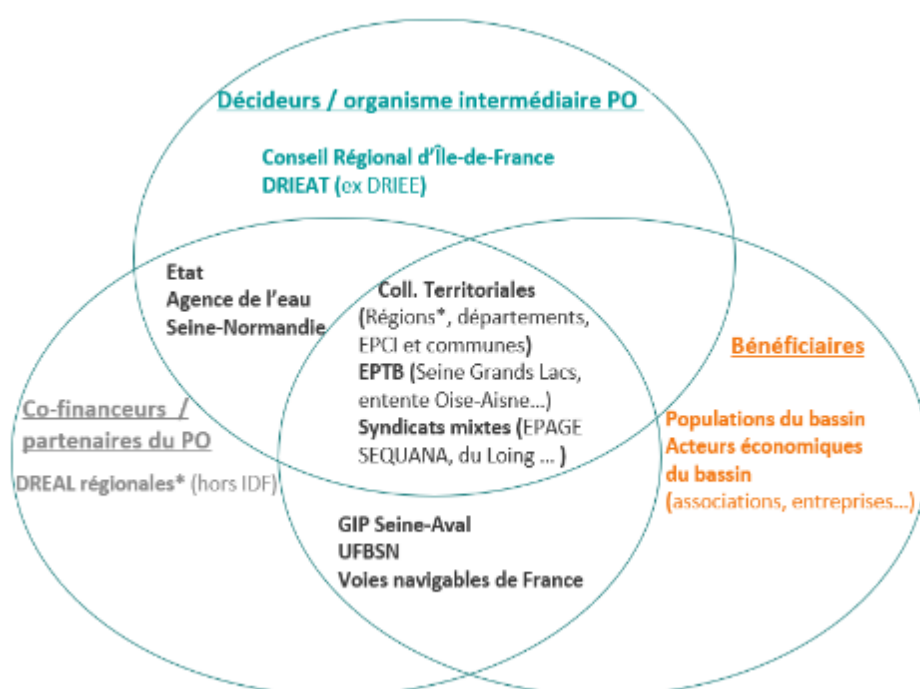 Décideurs / organisme intermédiaire PO
Conseil Régional d'Île-de-France
DRIEAT (ex DRIEE)
Etat
Agence de l'eau
Seine-Normandie
Coll. Territoriales
(Régions*, départements,
EPCI et communes)
EPTB (Seine Grands Lacs,
entente Oise-Aisne...)
Syndicats mixtes (EPAGE
SEQUANA, du Loing ... )
Bénéficiaires
Populations du bassin
Acteurs économiques
du bassin
(associations, entreprises...)
Co-financeurs /
partenaires du PO
DREAL régionales* (hors IDF)
GIP Seine-Aval
UFBSN
Voies navigables de France